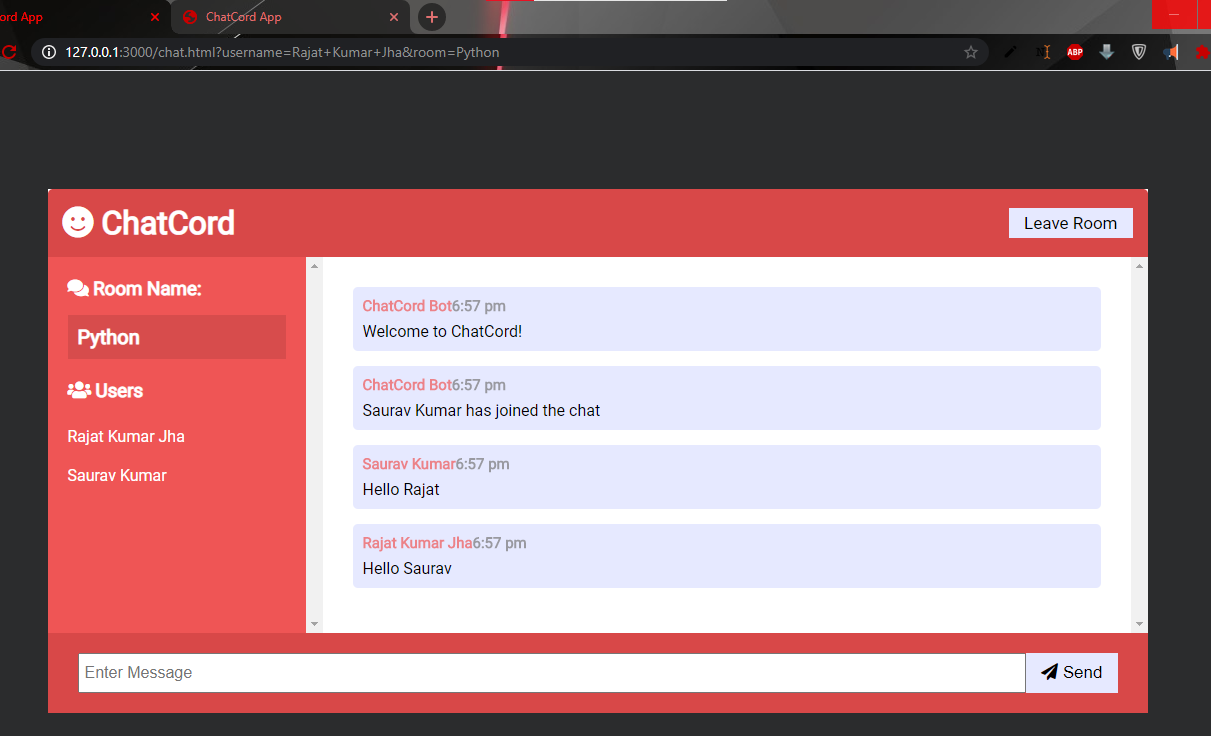 ord App
ChatCord App
127.0.0.1:3000/chat.html?username=Rajat+Kumar+Jha&room=Python
ABP
ChatCord
Leave Room
Room Name:
Python
Users
Rajat Kumar Jha
Saurav Kumar
ChatCord Bot6:57 pm
Welcome to ChatCord!
ChatCord Bot6:57 pm
Saurav Kumar has joined the chat
Saurav Kumar6:57 pm
Hello Rajat
Rajat Kumar Jha6:57 pm
Hello Saurav
Enter Message
Send